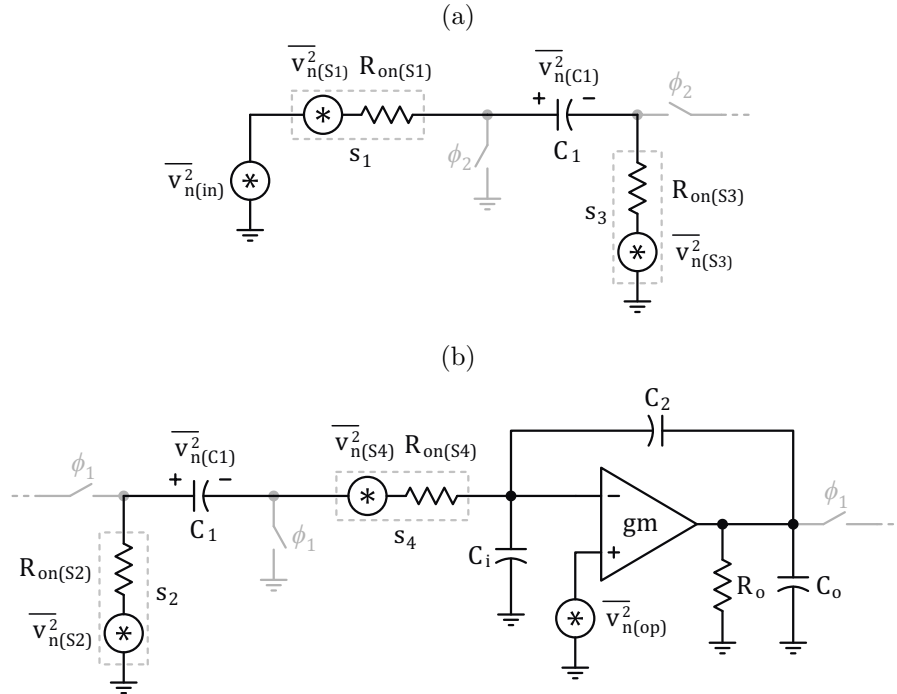 (a)
v²n(S1) Ron(S1)
v²n(C1)
+ −
ϕ2
s1
ϕ2
C1
v²n(in)
Ron(S3)
s3
v²n(S3)
(b)
C2
v²n(C1)
v²n(S4) Ron(S4)
ϕ1
+ −
−
ϕ1
C1
ϕ1
s4
gm
Ci
+
Ron(S2)
s2
Ro
Co
v²n(S2)
v²n(op)